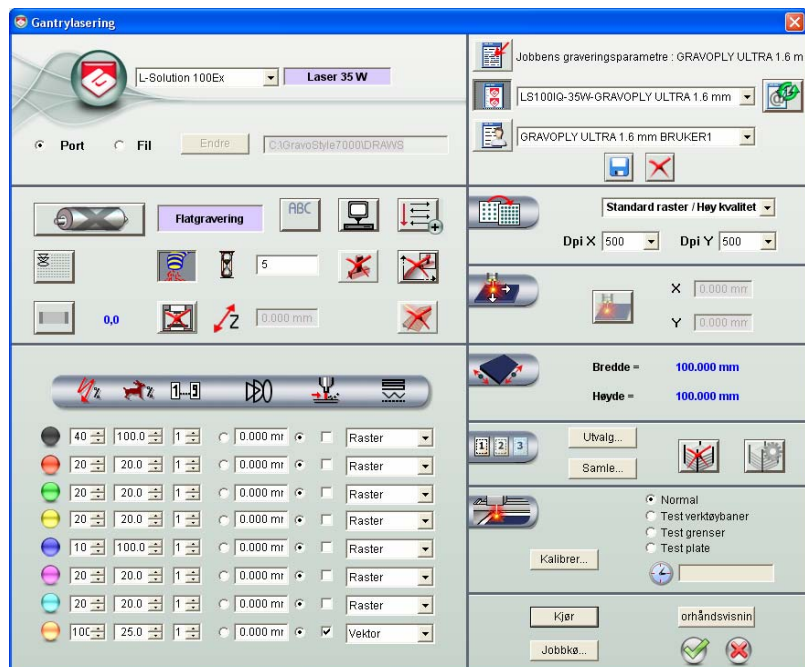 Gantrylasering
L-Solution 100Ex
Laser 35 W
Port
Fil
Endre
C:\GravoStyle7000\DRAWS
Jobbens graveringsparametre : GRAVOPLY ULTRA 1.6 m
LS100IQ-35W-GRAVOPLY ULTRA 1.6 mm
GRAVOPLY ULTRA 1.6 mm BRUKER1
Flatgravering
ABC
5
0,0
Z
0.000 mm
Standard raster / Høy kvalitet
Dpi X 500
Dpi Y 500
X 0.000 mm
Y 0.000 mm
Bredde = 100.000 mm
Høyde = 100.000 mm
% % 1...9
40 100.0 1 0.000 mr Raster
20 20.0 1 0.000 mr Raster
20 20.0 1 0.000 mr Raster
20 20.0 1 0.000 mr Raster
10 100.0 1 0.000 mr Raster
20 20.0 1 0.000 mr Raster
20 20.0 1 0.000 mr Raster
100 25.0 1 0.000 mr Vektor
1 2 3
Utvalg...
Samle...
Normal
Test verktøybaner
Test grenser
Test plate
Kalibrer...
Kjør
orhåndsvisnin
Jobbkø...